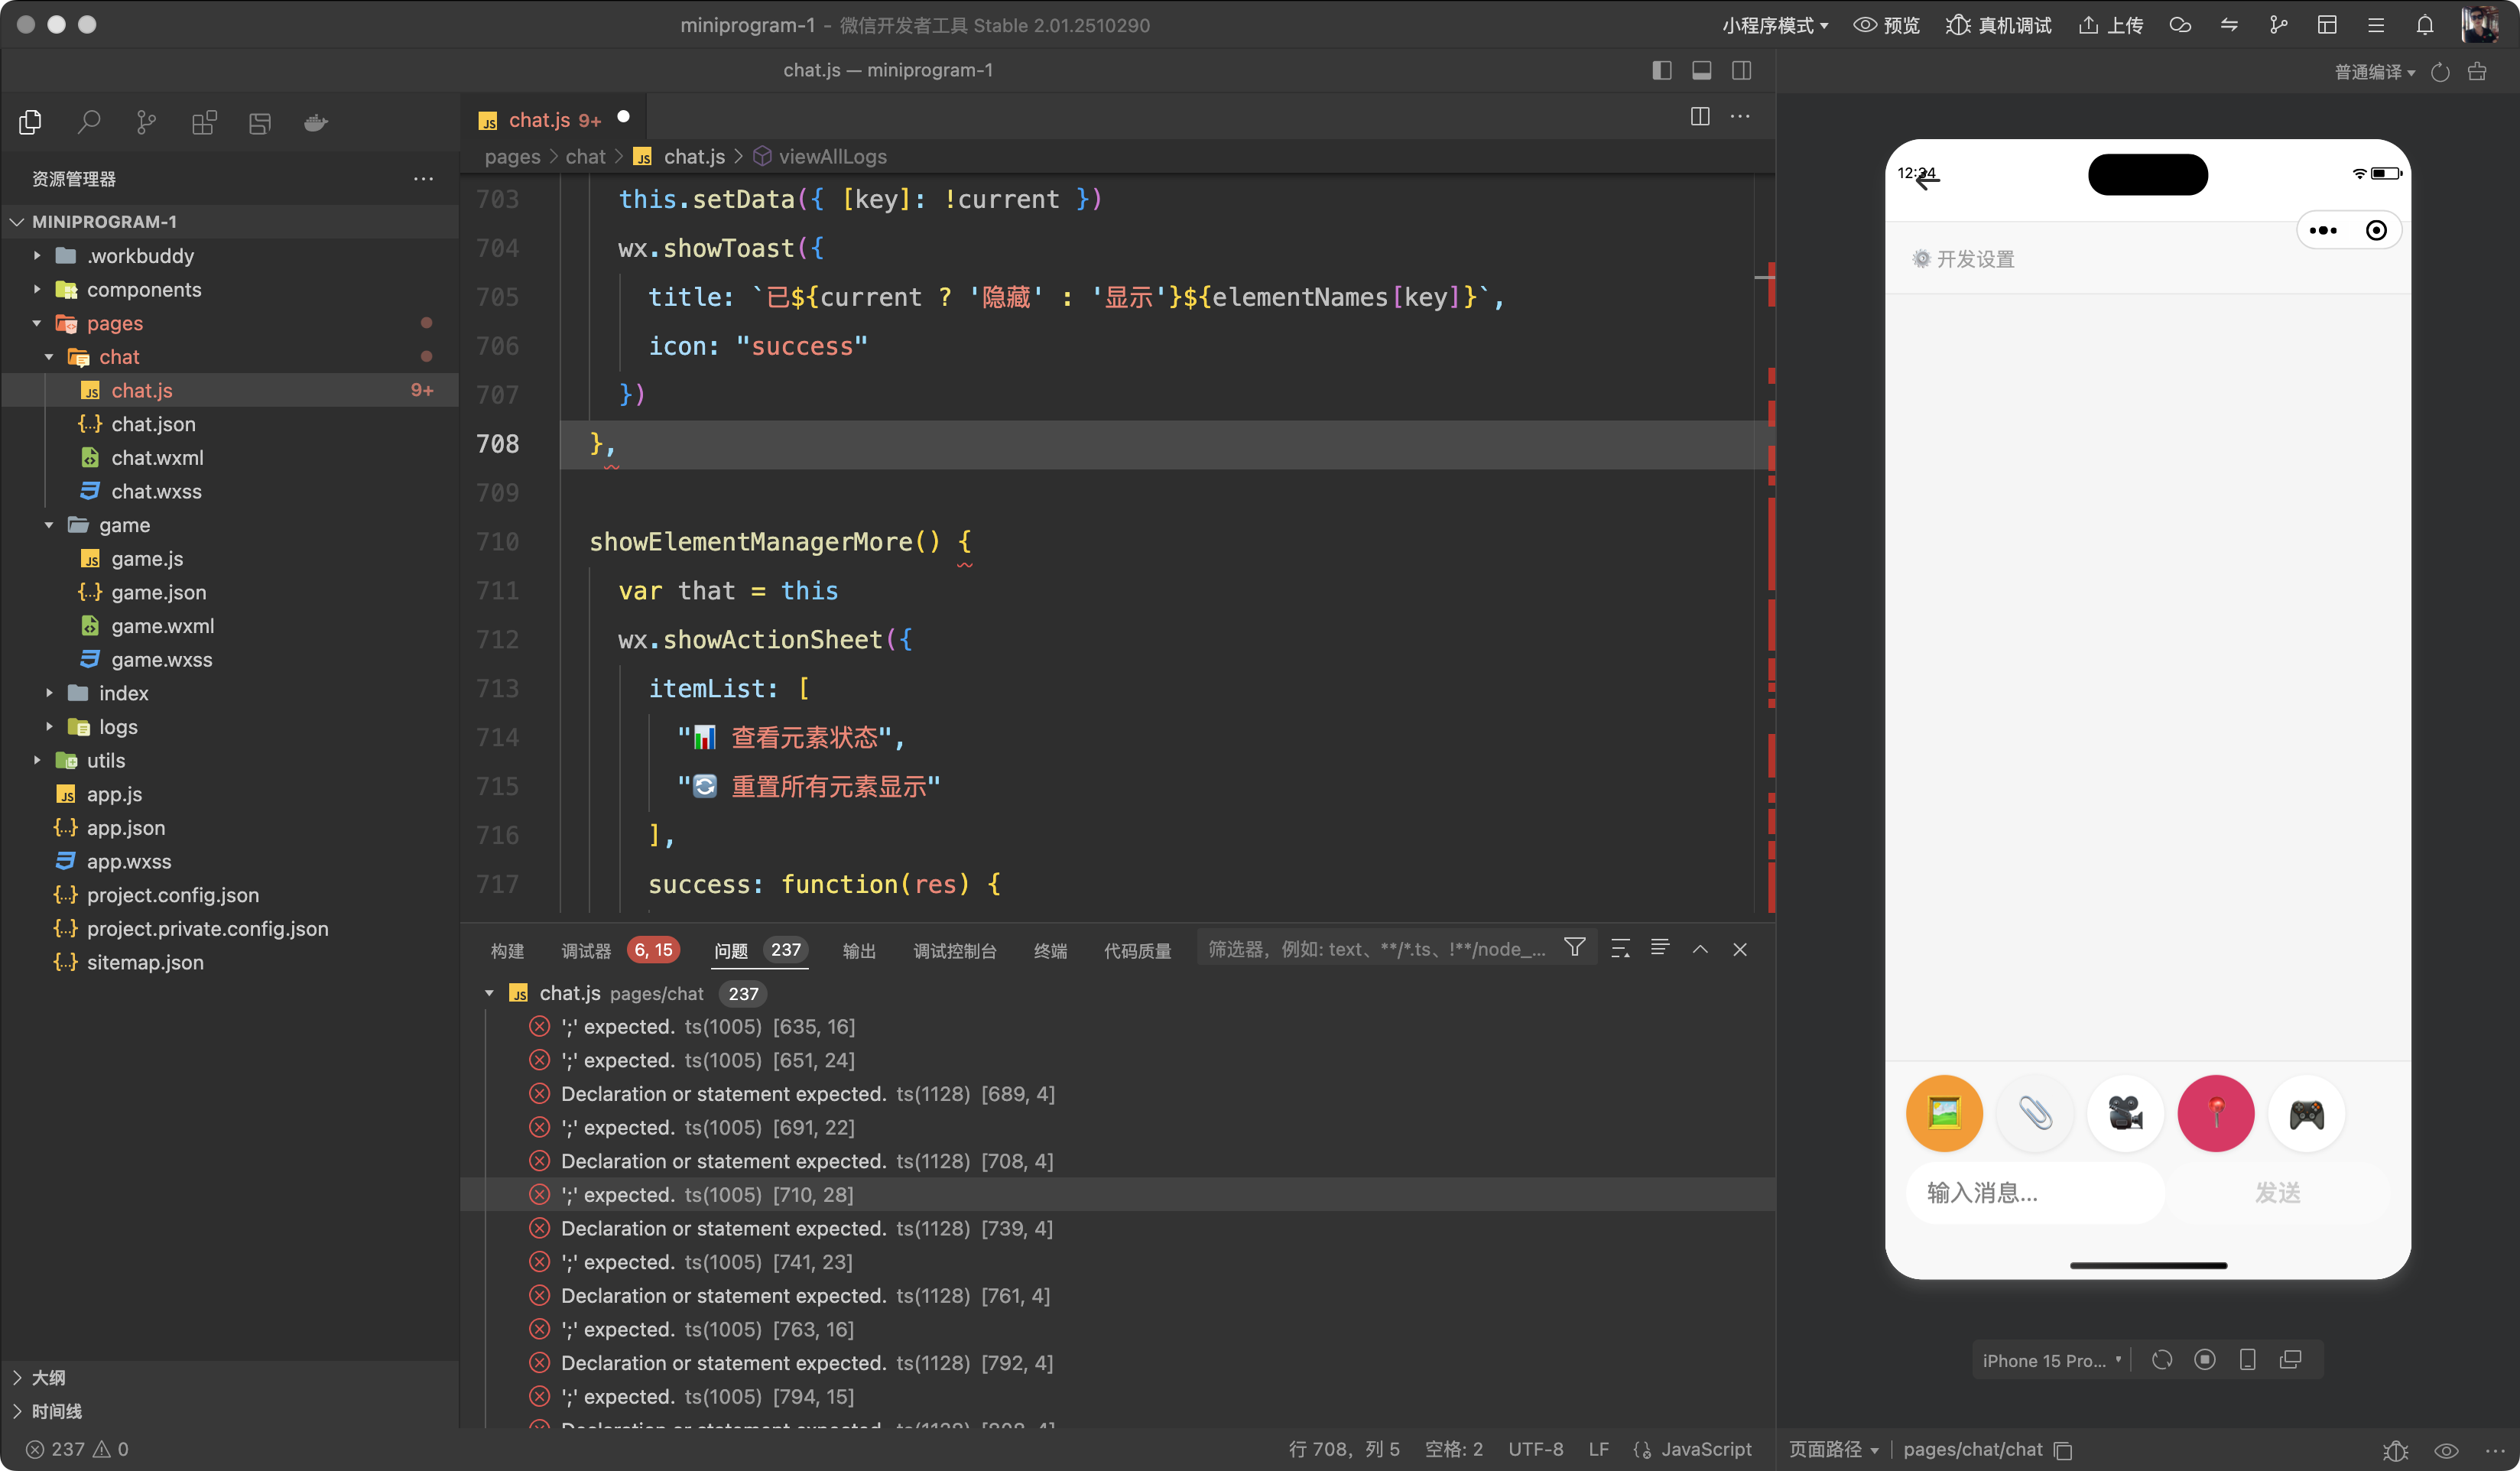 miniprogram-1 - 微信开发者工具 Stable 2.01.2510290
小程序模式 预览 真机调试 上传
chat.js — miniprogram-1
普通编译
资源管理器
MINIPROGRAM-1
.workbuddy
components
pages
chat
chat.js 9+
chat.json
chat.wxml
chat.wxss
game
game.js
game.json
game.wxml
game.wxss
index
logs
utils
app.js
app.json
app.wxss
project.config.json
project.private.config.json
sitemap.json
大纲
时间线
237 0
JS chat.js 9+
pages > chat > JS chat.js > viewAllLogs
703 this.setData({ [key]: !current })
704 wx.showToast({
705 title: `已${current ? '隐藏' : '显示'}${elementNames[key]}`,
706 icon: "success"
707 })
708 },
709
710 showElementManagerMore() {
711 var that = this
712 wx.showActionSheet({
713 itemList: [
714 "📊 查看元素状态",
715 "🔄 重置所有元素显示"
716 ],
717 success: function(res) {
构建 调试器 6, 15 问题 237 输出 调试控制台 终端 代码质量 筛选器，例如: text、**/*.ts、!**/node_...
JS chat.js pages/chat 237
';' expected. ts(1005) [635, 16]
';' expected. ts(1005) [651, 24]
Declaration or statement expected. ts(1128) [689, 4]
';' expected. ts(1005) [691, 22]
Declaration or statement expected. ts(1128) [708, 4]
';' expected. ts(1005) [710, 28]
Declaration or statement expected. ts(1128) [739, 4]
';' expected. ts(1005) [741, 23]
Declaration or statement expected. ts(1128) [761, 4]
';' expected. ts(1005) [763, 16]
Declaration or statement expected. ts(1128) [792, 4]
';' expected. ts(1005) [794, 15]
行 708，列 5 空格: 2 UTF-8 LF JavaScript
12:34
开发设置
输入消息... 发送
iPhone 15 Pro...
页面路径 pages/chat/chat